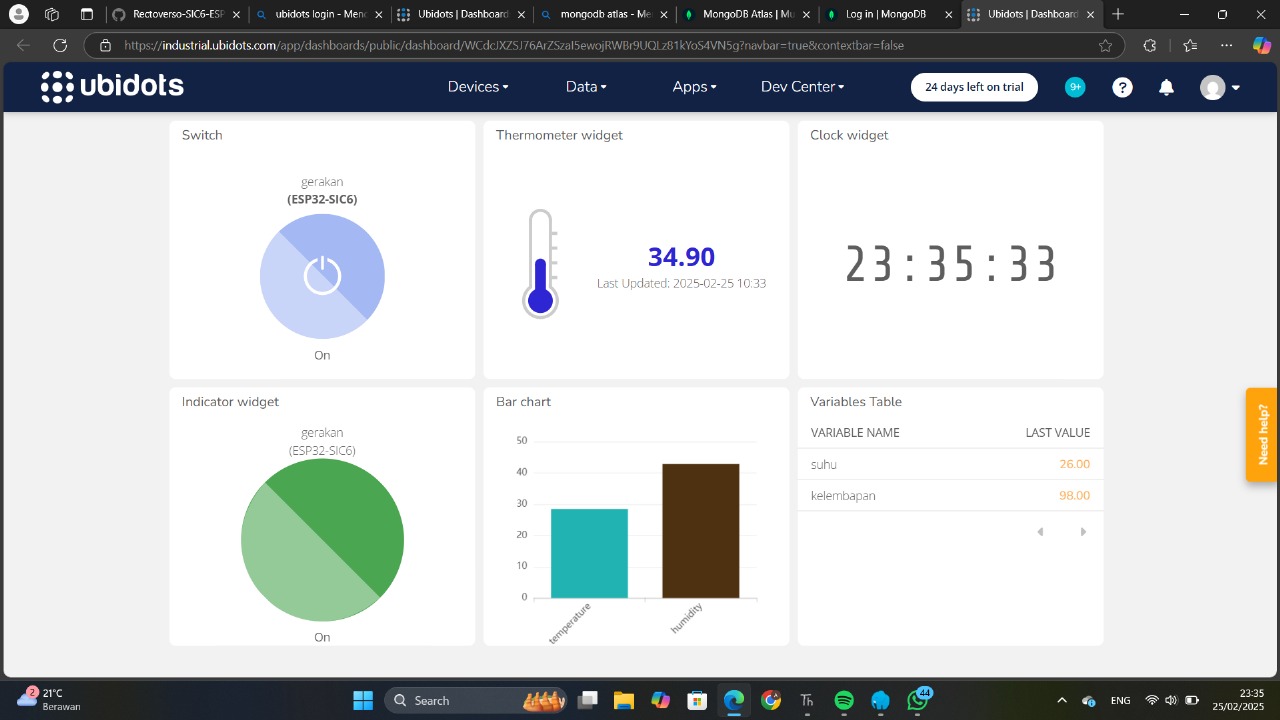 Rectoverso-SIC6-ESP
ubidots login - Menc
Ubidots | Dashboard
mongodb atlas - Me
MongoDB Atlas | Mu
Log in | MongoDB
Ubidots | Dashboard
https://industrial.ubidots.com/app/dashboards/public/dashboard/WCdcJXZSJ76ArZSzaI5ewojRWBr9UQLz81kYoS4VN5g?navbar=true&contextbar=false
ubidots
Devices
Data
Apps
Dev Center
24 days left on trial
9+
?
Switch
gerakan
(ESP32-SIC6)
On
Thermometer widget
34.90
Last Updated: 2025-02-25 10:33
Clock widget
23:35:33
Indicator widget
gerakan
(ESP32-SIC6)
On
Bar chart
50
40
30
20
10
0
temperature
humidity
Variables Table
VARIABLE NAME LAST VALUE
suhu 26.00
kelembapan 98.00
Need help?
2
21°C
Berawan
Search
Th
44
ENG
23:35
25/02/2025